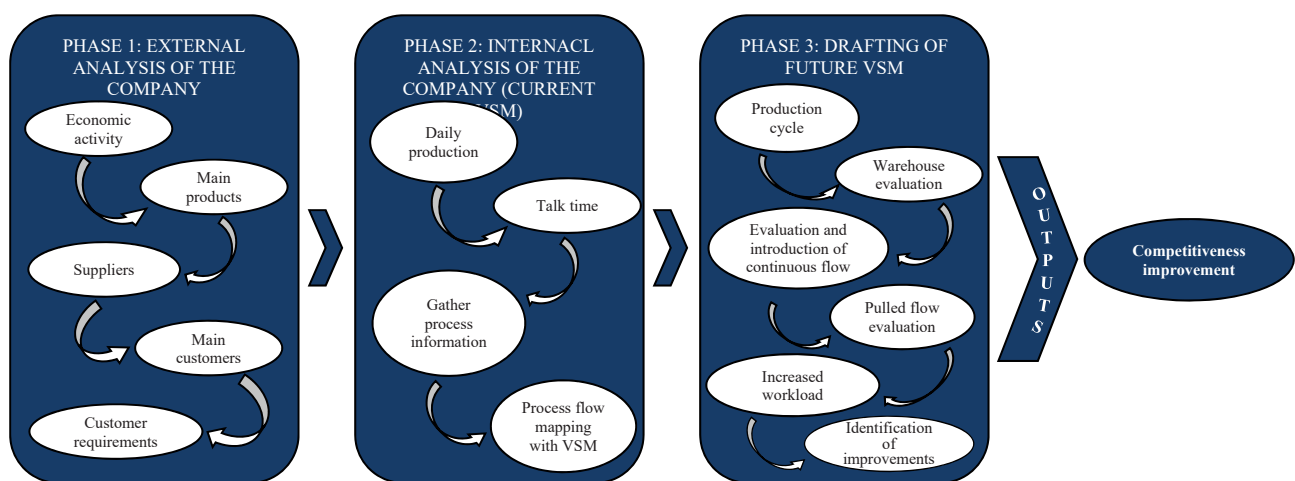 PHASE 1: EXTERNAL
ANALYSIS OF THE
COMPANY
Economic
activity
Main
products
Suppliers
Main
customers
Customer
requirements
PHASE 2: INTERNACL
ANALYSIS OF THE
COMPANY (CURRENT
VSM)
Daily
production
Talk time
Gather
process
information
Process flow
mapping
with VSM
PHASE 3: DRAFTING OF
FUTURE VSM
Production
cycle
Warehouse
evaluation
Evaluation and
introduction of
continuous flow
Pulled flow
evaluation
Increased
workload
Identification
of
improvements
OUTPUTS
Competitiveness
improvement